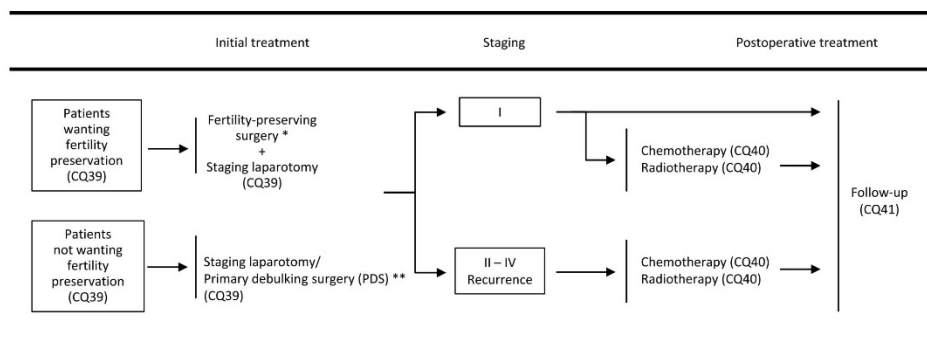 Initial treatment
Staging
Postoperative treatment
Patients
wanting
fertility
preservation
(CQ39)
Fertility-preserving
surgery *
+
Staging laparotomy
(CQ39)
I
Chemotherapy (CQ40)
Radiotherapy (CQ40)
Follow-up
(CQ41)
Patients
not wanting
fertility
preservation
(CQ39)
Staging laparotomy/
Primary debulking surgery (PDS) **
(CQ39)
II – IV
Recurrence
Chemotherapy (CQ40)
Radiotherapy (CQ40)